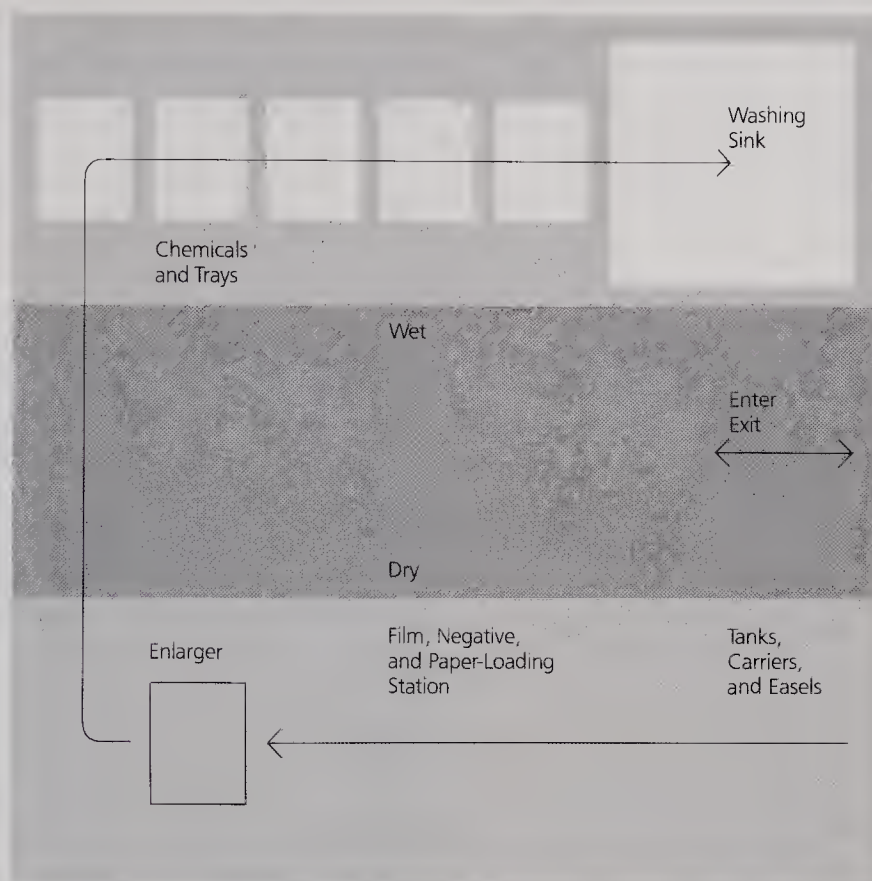 Washing
Sink
Chemicals
and Trays
Wet
Enter
Exit
Dry
Enlarger
Film, Negative,
and Paper-Loading
Station
Tanks,
Carriers,
and Easels